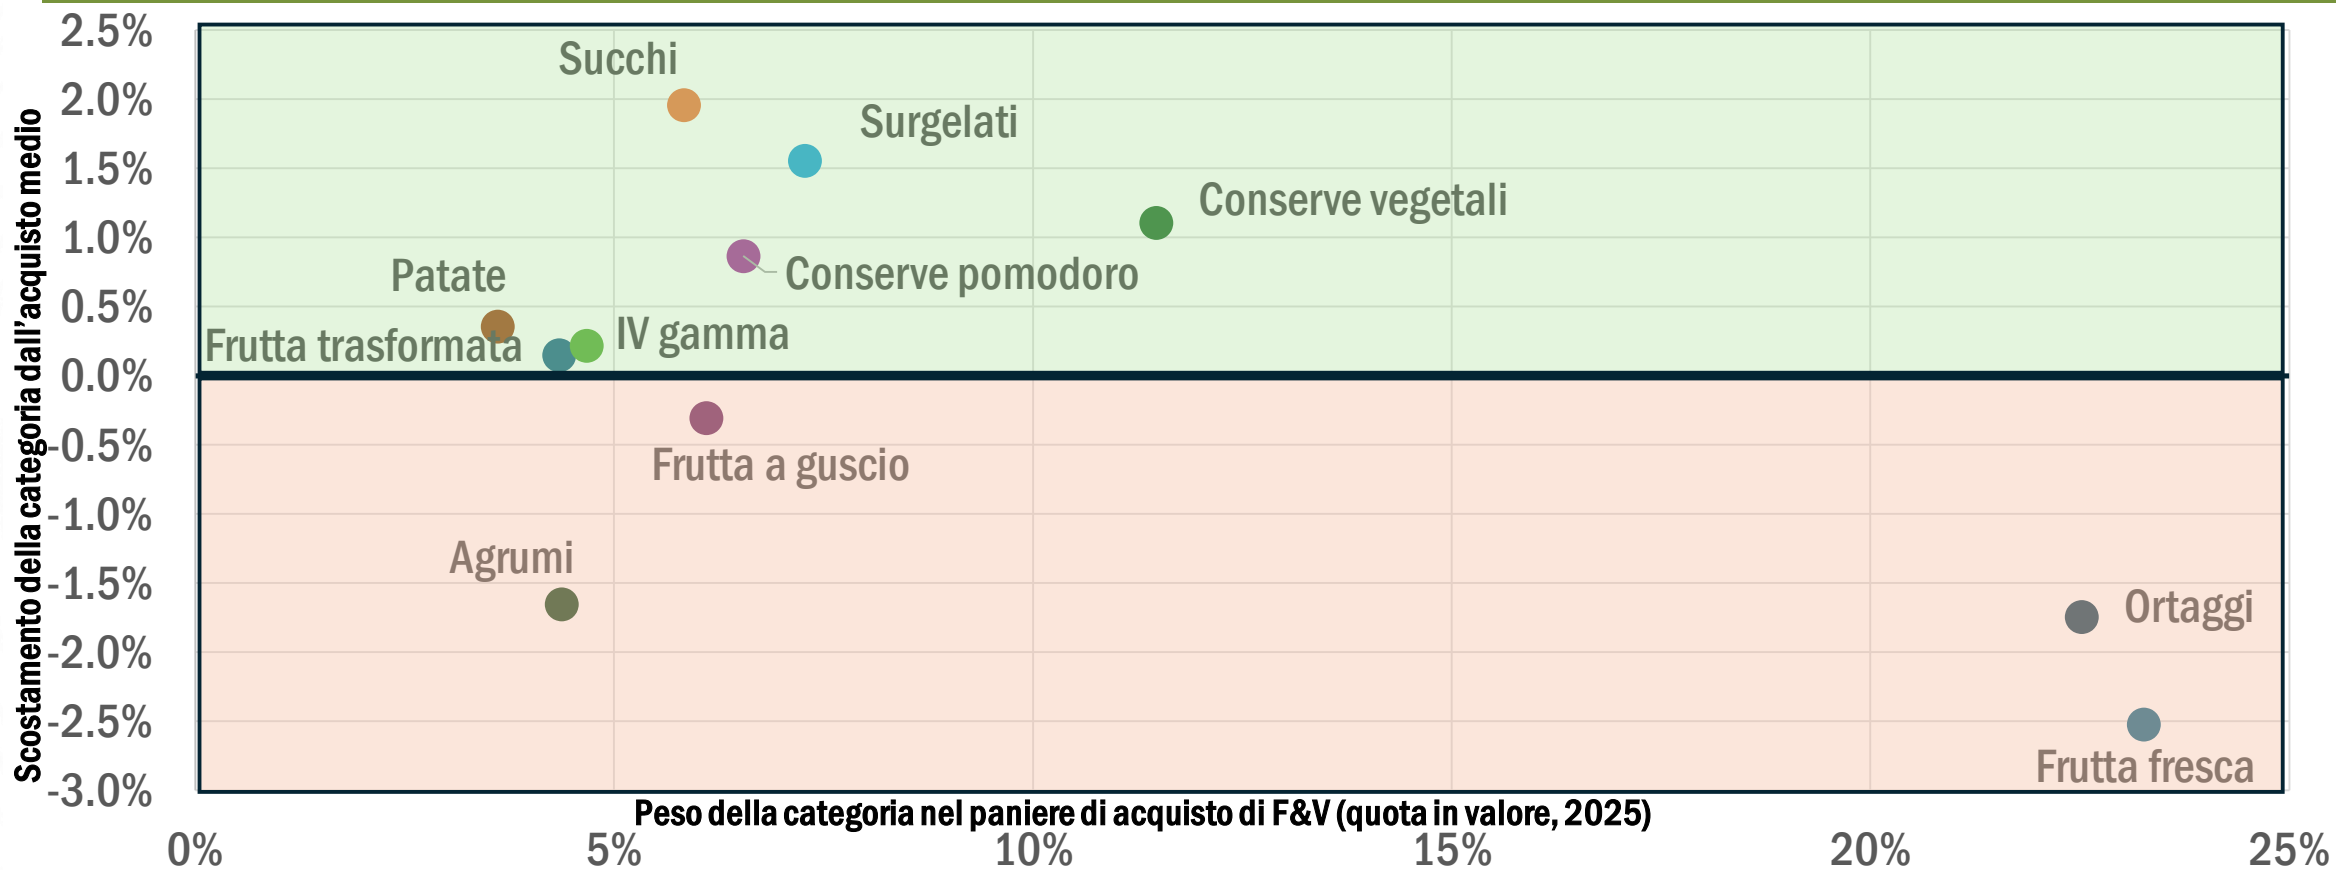 2.5%
2.0%
1.5%
1.0%
0.5%
0.0%
-0.5%
-1.0%
-1.5%
-2.0%
-2.5%
-3.0%
Scostamento della categoria dall'acquisto medio
Succhi
Surgelati
Conserve vegetali
Conserve pomodoro
Patate
Frutta trasformata
IV gamma
Frutta a guscio
Agrumi
Ortaggi
Frutta fresca
Peso della categoria nel paniere di acquisto di F&V (quota in valore, 2025)
0%
5%
10%
15%
20%
25%